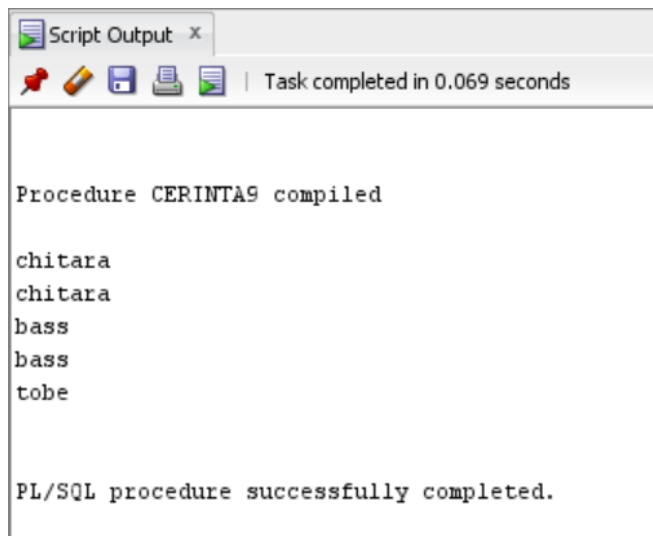 Script Output x
Task completed in 0.069 seconds
Procedure CERINTA9 compiled
chitara
chitara
bass
bass
tobe
PL/SQL procedure successfully completed.